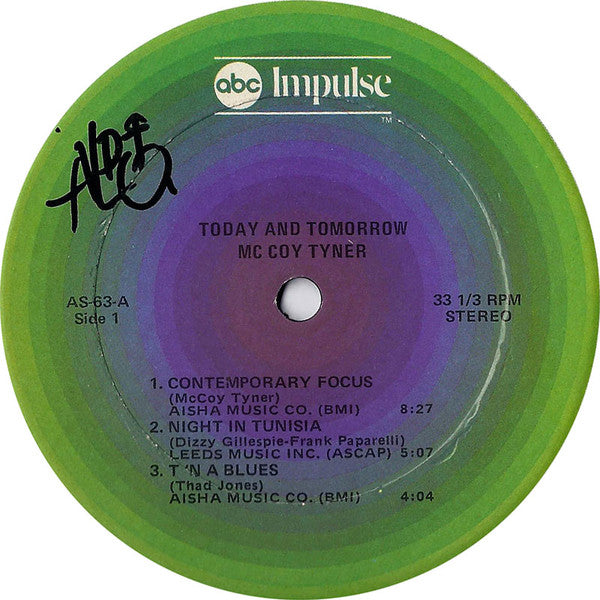 abc Impulse
TM
TODAY AND TOMORROW
MC COY TYNER
AS-63-A
Side 1
33 1/3 RPM
STEREO
1. CONTEMPORARY FOCUS
(McCoy Tyner)
AISHA MUSIC CO. (BMI) 8:27
2. NIGHT IN TUNISIA
(Dizzy Gillespie-Frank Paparelli)
LEEDS MUSIC INC. (ASCAP) 5:07
3. T 'N A BLUES
(Thad Jones)
AISHA MUSIC CO. (BMI) 4:04